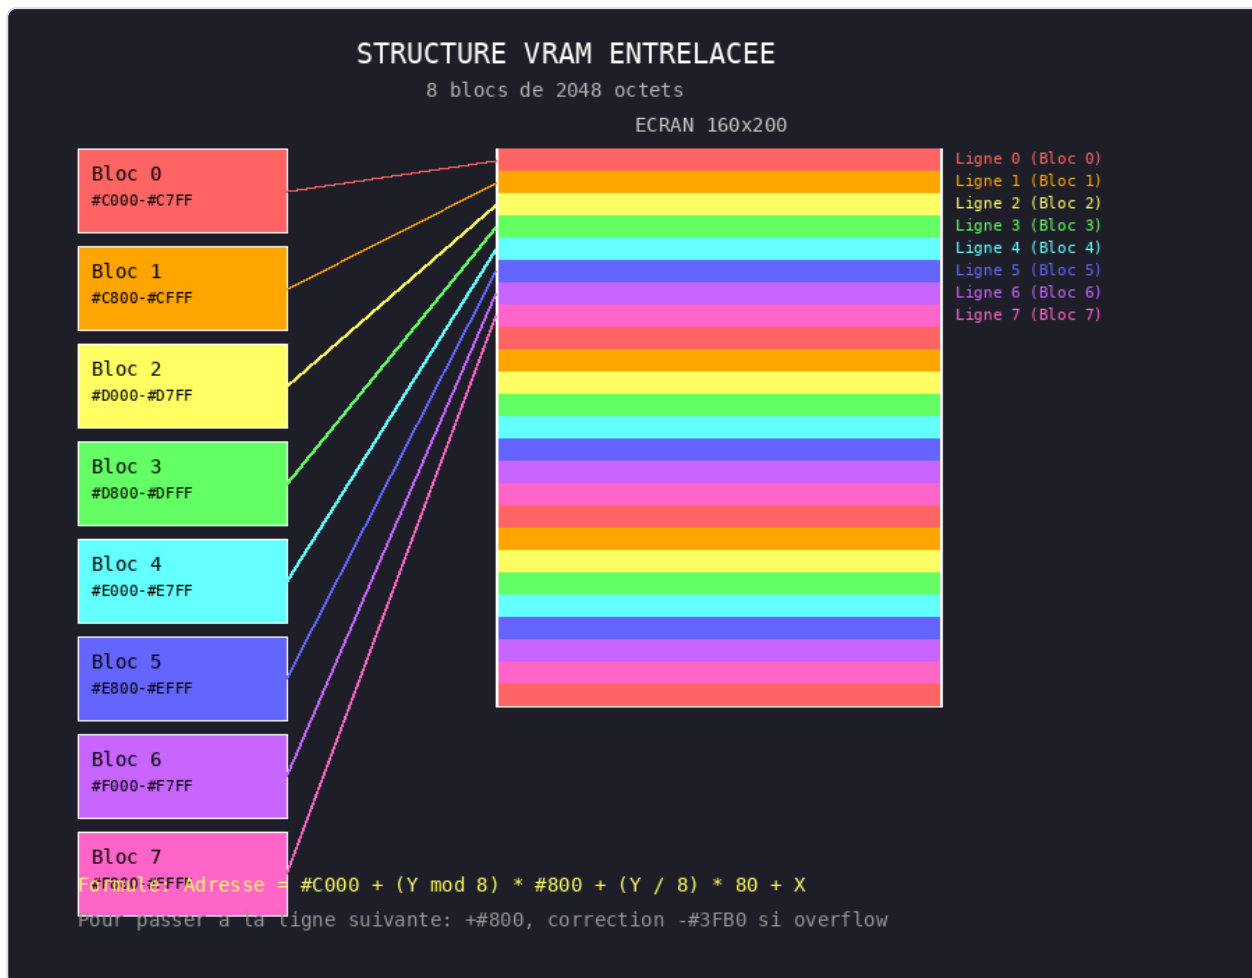 STRUCTURE VRAM ENTRELACEE
8 blocs de 2048 octets
ECRAN 160x200
Bloc 0
#C000-#C7FF
Bloc 1
#C800-#CFFF
Bloc 2
#D000-#D7FF
Bloc 3
#D800-#DFFF
Bloc 4
#E000-#E7FF
Bloc 5
#E800-#EFFF
Bloc 6
#F000-#F7FF
Bloc 7
#F800-#FFFF
Ligne 0 (Bloc 0)
Ligne 1 (Bloc 1)
Ligne 2 (Bloc 2)
Ligne 3 (Bloc 3)
Ligne 4 (Bloc 4)
Ligne 5 (Bloc 5)
Ligne 6 (Bloc 6)
Ligne 7 (Bloc 7)
Formule: Adresse = #C000 + (Y mod 8) * #800 + (Y / 8) * 80 + X
Pour passer a la ligne suivante: +#800, correction -#3FB0 si overflow